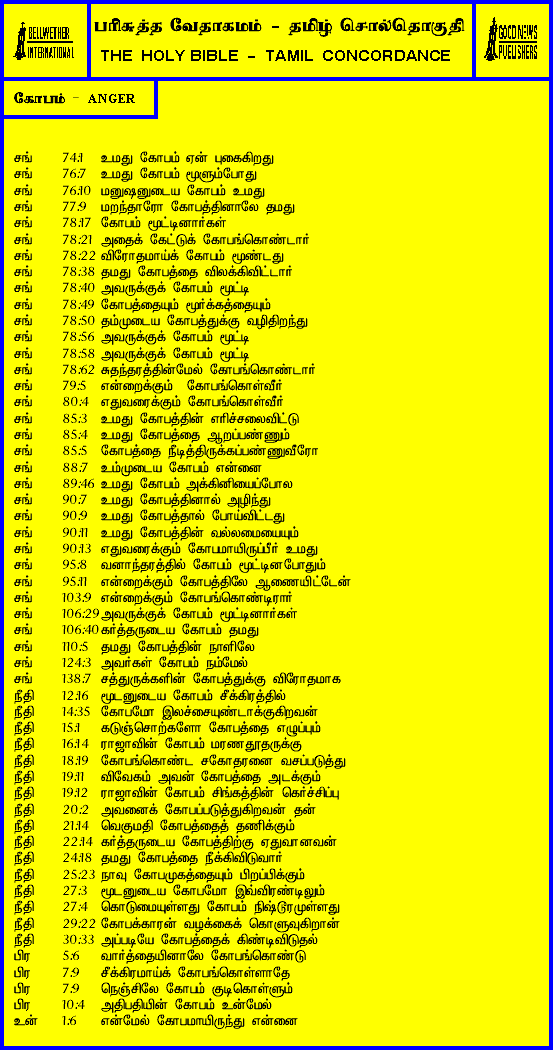 BELLWETHER
INTERNATIONAL
பரிசுத்த வேதாகமம் - தமிழ் சொல்தொகுதி
THE HOLY BIBLE - TAMIL CONCORDANCE
GOOD NEWS
PUBLISHERS
கோபம் - ANGER
சங் 74:1 உமது கோபம் ஏன் புகைகிறது
சங் 76:7 உமது கோபம் மூளும்போது
சங் 76:10 மனுஷனுடைய கோபம் உமது
சங் 77:9 மறந்தாரோ கோபத்தினாலே தமது
சங் 78:17 கோபம் மூட்டினார்கள்
சங் 78:21 அதைக் கேட்டுக் கோபங்கொண்டார்
சங் 78:22 விரோதமாய்க் கோபம் மூண்டது
சங் 78:38 தமது கோபத்தை விலக்கிவிட்டார்
சங் 78:40 அவருக்குக் கோபம் மூட்டி
சங் 78:49 கோபத்தையும் மூர்க்கத்தையும்
சங் 78:50 தம்முடைய கோபத்துக்கு வழிதிறந்து
சங் 78:56 அவருக்குக் கோபம் மூட்டி
சங் 78:58 அவருக்குக் கோபம் மூட்டி
சங் 78:62 சுதந்தரத்தின்மேல் கோபங்கொண்டார்
சங் 79:5 என்றைக்கும் கோபங்கொள்வீர்
சங் 80:4 எதுவரைக்கும் கோபங்கொள்வீர்
சங் 85:3 உமது கோபத்தின் எரிச்சலைவிட்டு
சங் 85:4 உமது கோபத்தை ஆறப்பண்ணும்
சங் 85:5 கோபத்தை நீடித்திருக்கப்பண்ணுவீரோ
சங் 88:7 உம்முடைய கோபம் என்னை
சங் 89:46 உமது கோபம் அக்கினியைப்போல
சங் 90:7 உமது கோபத்தினால் அழிந்து
சங் 90:9 உமது கோபத்தால் போய்விட்டது
சங் 90:11 உமது கோபத்தின் வல்லமையையும்
சங் 90:13 எதுவரைக்கும் கோபமாயிருப்பீர் உமது
சங் 95:8 வனாந்தரத்தில் கோபம் மூட்டினபோதும்
சங் 95:11 என்றைக்கும் கோபத்திலே ஆணையிட்டேன்
சங் 103:9 என்றைக்கும் கோபங்கொண்டிரார்
சங் 106:29 அவருக்குக் கோபம் மூட்டினார்கள்
சங் 106:40 கர்த்தருடைய கோபம் தமது
சங் 110:5 தமது கோபத்தின் நாளிலே
சங் 124:3 அவர்கள் கோபம் நம்மேல்
சங் 138:7 சத்துருக்களின் கோபத்துக்கு விரோதமாக
நீதி 12:16 மூடனுடைய கோபம் சீக்கிரத்தில்
நீதி 14:35 கோபமோ இலச்சையுண்டாக்குகிறவன்
நீதி 15:1 கடுஞ்சொற்களோ கோபத்தை எழுப்பும்
நீதி 16:14 ராஜாவின் கோபம் மரணதூதருக்கு
நீதி 18:19 கோபங்கொண்ட சகோதரனை வசப்படுத்து
நீதி 19:11 விவேகம் அவன் கோபத்தை அடக்கும்
நீதி 19:12 ராஜாவின் கோபம் சிங்கத்தின் கெர்ச்சிப்பு
நீதி 20:2 அவனைக் கோபப்படுத்துகிறவன் தன்
நீதி 21:14 வெகுமதி கோபத்தைத் தணிக்கும்
நீதி 22:14 கர்த்தருடைய கோபத்திற்கு ஏதுவானவன்
நீதி 24:18 தமது கோபத்தை நீக்கிவிடுவார்
நீதி 25:23 நாவு கோபமுகத்தையும் பிறப்பிக்கும்
நீதி 27:3 மூடனுடைய கோபமோ இவ்விரண்டிலும்
நீதி 27:4 கொடுமையுள்ளது கோபம் நிஷ்டூரமுள்ளது
நீதி 29:22 கோபக்காரன் வழக்கைக் கொளுவுகிறான்
நீதி 30:33 அப்படியே கோபத்தைக் கிண்டிவிடுதல்
பிர 5:6 வார்த்தையினாலே கோபங்கொண்டு
பிர 7:9 சீக்கிரமாய்க் கோபங்கொள்ளாதே
பிர 7:9 நெஞ்சிலே கோபம் குடிகொள்ளும்
பிர 10:4 அதிபதியின் கோபம் உன்மேல்
உன் 1:6 என்மேல் கோபமாயிருந்து என்னை